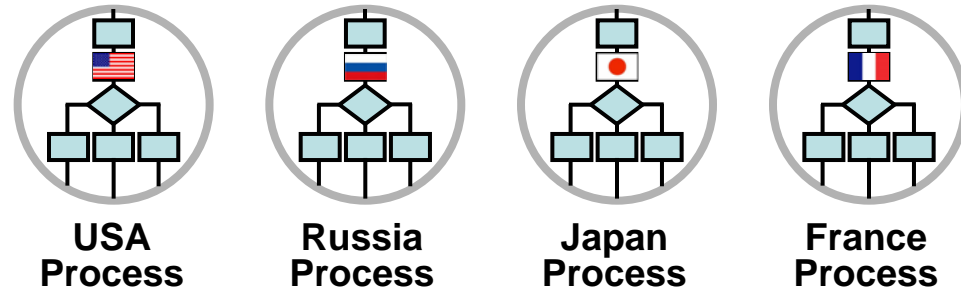 USA
Process
Russia
Process
Japan
Process
France
Process